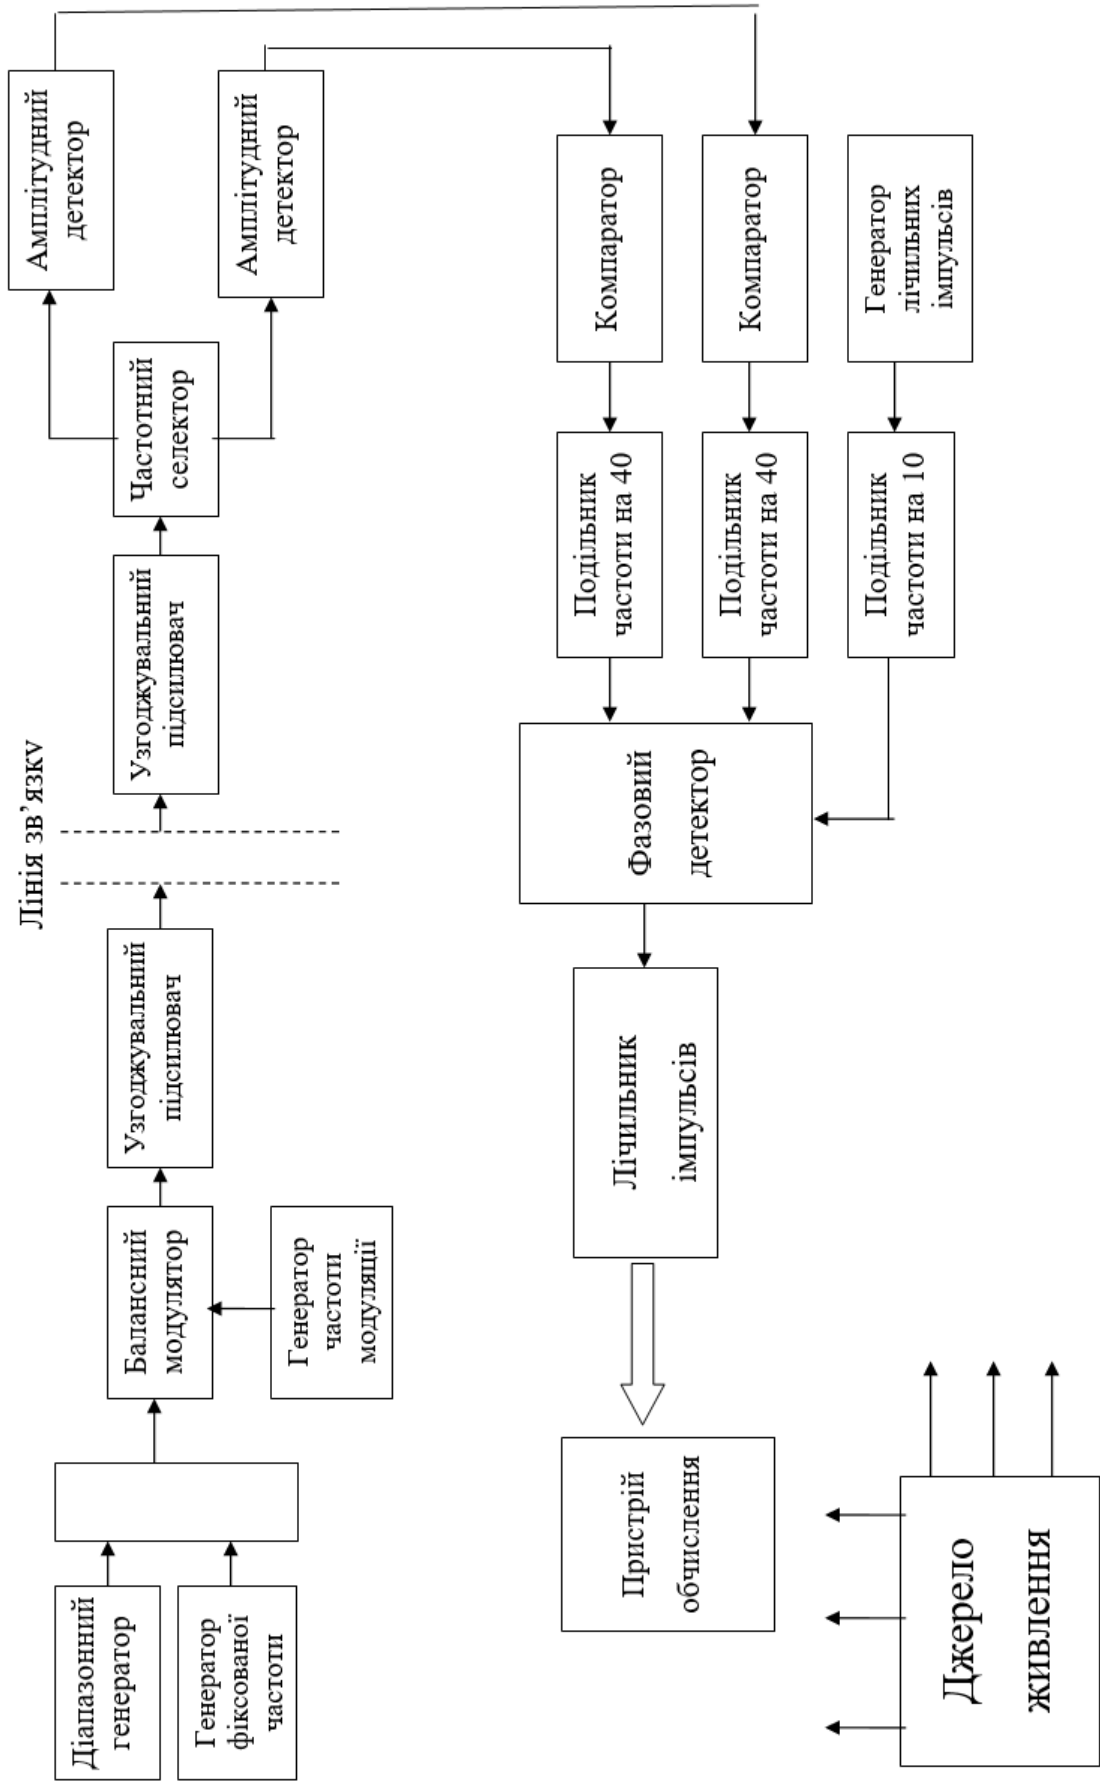 Діапазонний
генератор
Генератор
фіксованої
частоти
Балансний
модулятор
Генератор
частоти
модуляції
Узгоджувальний
підсилювач
Лінія зв’язку
Узгоджувальний
підсилювач
Частотний
селектор
Амплітудний
детектор
Амплітудний
детектор
Компаратор
Компаратор
Генератор
лічильних
імпульсів
Подільник
частоти на 40
Подільник
частоти на 40
Подільник
частоти на 10
Фазовий
детектор
Лічильник
імпульсів
Пристрій
обчислення
Джерело
живлення